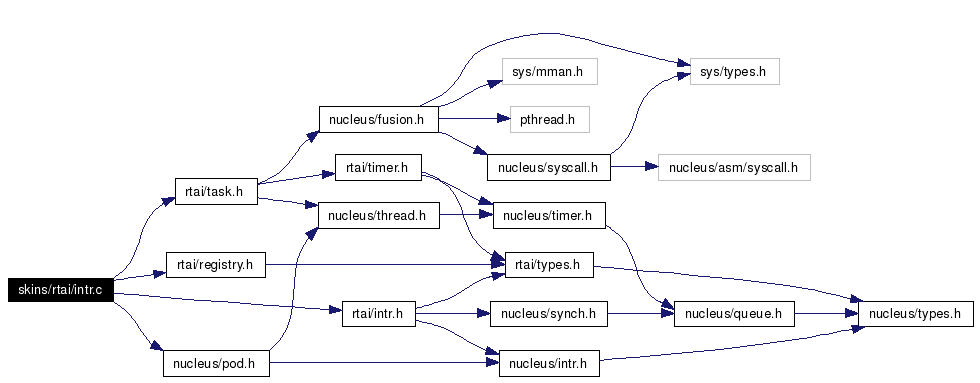 sys/mman.h
sys/types.h
nucleus/fusion.h
pthread.h
rtai/timer.h
nucleus/syscall.h
nucleus/asm/syscall.h
rtai/task.h
nucleus/thread.h
nucleus/timer.h
rtai/registry.h
rtai/types.h
skins/rtai/intr.c
rtai/intr.h
nucleus/synch.h
nucleus/queue.h
nucleus/types.h
nucleus/pod.h
nucleus/intr.h